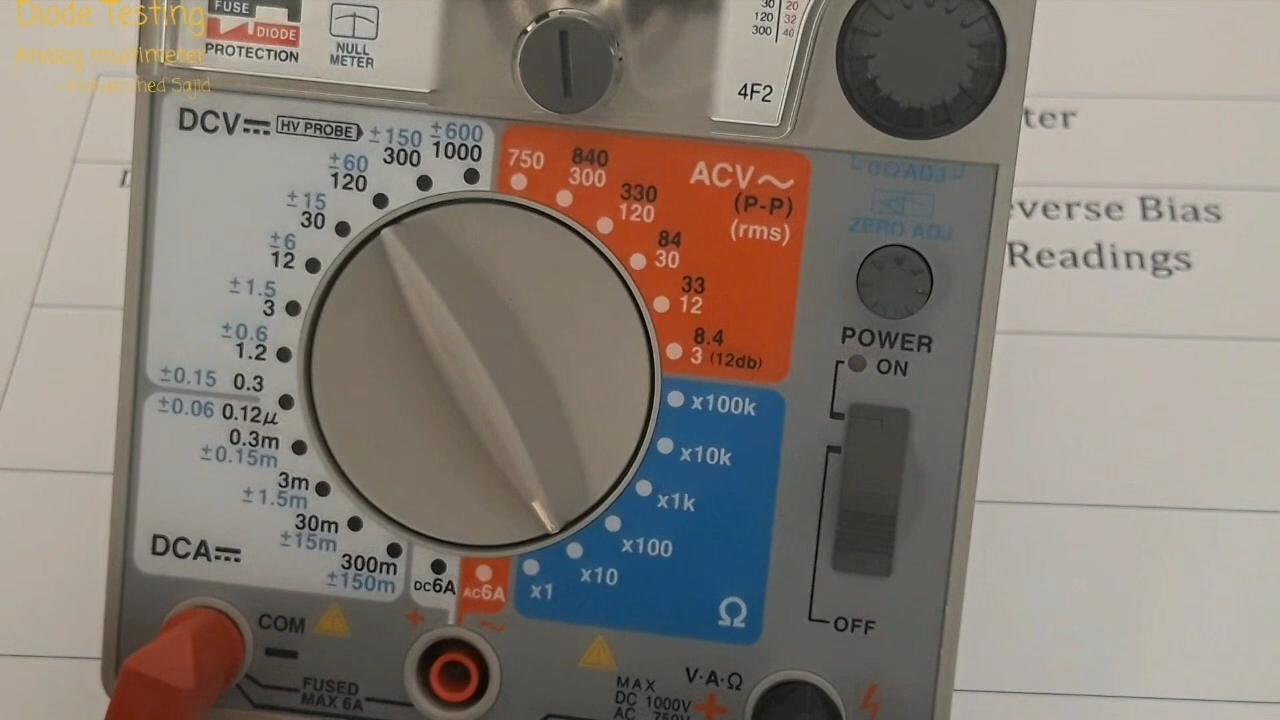 Diode Testing
Analog multimeter
Mohammed Sajid
FUSE
DIODE
PROTECTION
NULL
METER
30 20
120 32
300 40
4F2
DCV HV PROBE
±150 ±600
300 1000
±60
120
±15
30
±6
12
±1.5
3
±0.6
1.2
±0.15 0.3
±0.06 0.12μ
0.3m
±0.15m
3m
±1.5m
30m
±15m
300m
±150m
DCA
DC6A
AC6A
750
840
300
330
120
84
30
33
12
8.4
3 (12db)
ACV~
(P-P)
(rms)
x100k
x10k
x1k
x100
x10
x1
Ω
0ΩADJ
ZERO ADJ
POWER
ON
OFF
COM
+
~
−
FUSED
MAX 6A
V·A·Ω
MAX
DC 1000V
AC 750V
+
ter
everse Bias
Readings